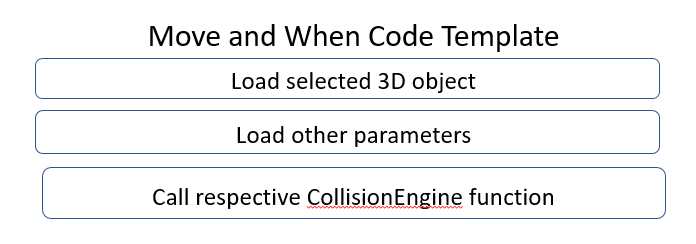 Move and When Code Template
Load selected 3D object
Load other parameters
Call respective CollisionEngine function